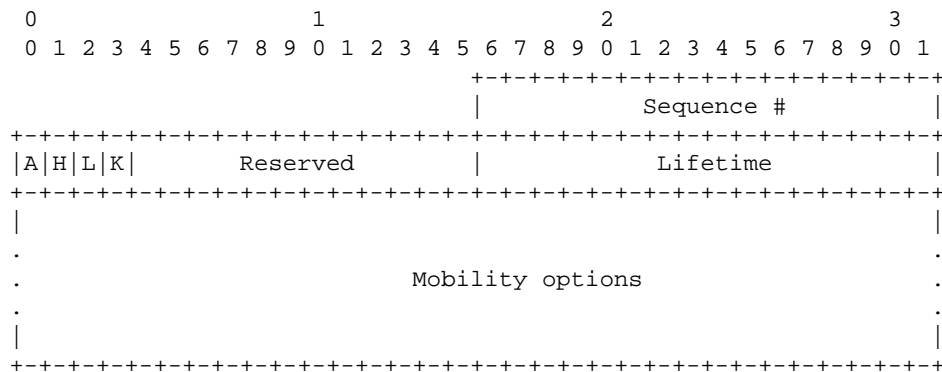 0                   1                   2                   3
 0 1 2 3 4 5 6 7 8 9 0 1 2 3 4 5 6 7 8 9 0 1 2 3 4 5 6 7 8 9 0 1
                                +-+-+-+-+-+-+-+-+-+-+-+-+-+-+-+-+
                                |           Sequence #          |
+-+-+-+-+-+-+-+-+-+-+-+-+-+-+-+-+-+-+-+-+-+-+-+-+-+-+-+-+-+-+-+-+
|A|H|L|K|       Reserved        |            Lifetime           |
+-+-+-+-+-+-+-+-+-+-+-+-+-+-+-+-+-+-+-+-+-+-+-+-+-+-+-+-+-+-+-+-+
|                                                               |
.                                                               .
.                           Mobility options                    .
.                                                               .
|                                                               |
+-+-+-+-+-+-+-+-+-+-+-+-+-+-+-+-+-+-+-+-+-+-+-+-+-+-+-+-+-+-+-+-+